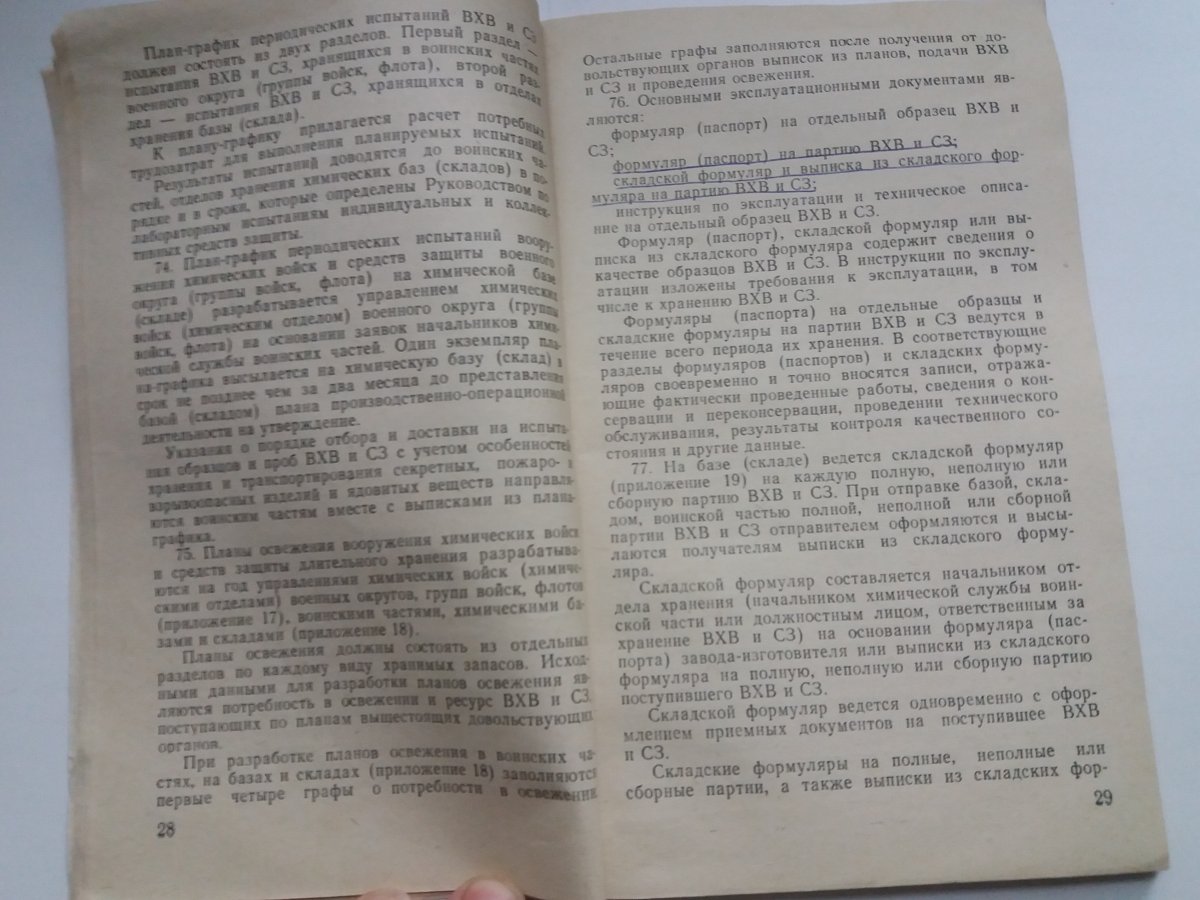 План-график периодических испытаний ВХВ и СЗ
должен состоять из двух разделов. Первый раздел —
испытания ВХВ и СЗ, хранящихся в воинских частях
военного округа (группы войск, флота), второй раз-
дел — испытания ВХВ и СЗ, хранящихся в отделах
хранения базы (склада).
К плану-графику прилагается расчет потребных
трудозатрат для выполнения планируемых испытаний.
Результаты испытаний доводятся до воинских ча-
стей, отделов хранения химических баз (складов) в по-
рядке и в сроки, которые определены Руководством по
лабораторным испытаниям индивидуальных и коллек-
тивных средств защиты.
74. План-график периодических испытаний воору-
жения химических войск и средств защиты военного
округа (группы войск, флота) на химической базе
(складе) разрабатывается управлением химических
войск (химическим отделом) военного округа (группы
войск, флота) на основании заявок начальников хими-
ческой службы воинских частей. Один экземпляр пла-
на-графика высылается на химическую базу (склад) в
срок не позднее чем за два месяца до представления
базой (складом) плана производственно-операционной
деятельности на утверждение.
Указания о порядке отбора и доставки на испыта-
ния образцов и проб ВХВ и СЗ с учетом особенностей
хранения и транспортирования секретных, пожаро- и
взрывоопасных изделий и ядовитых веществ направля-
ются воинским частям вместе с выписками из плана-
графика.
75. Планы освежения вооружения химических войск
и средств защиты длительного хранения разрабатыва-
ются на год управлениями химических войск (химиче-
скими отделами) военных округов, групп войск, флотов
(приложение 17), воинскими частями, химическими ба-
зами и складами (приложение 18).
Планы освежения должны состоять из отдельных
разделов по каждому виду хранимых запасов. Исход-
ными данными для разработки планов освежения яв-
ляются потребность в освежении и ресурс ВХВ и СЗ,
поступающих по планам вышестоящих довольствующих
органов.
При разработке планов освежения в воинских ча-
стях, на базах и складах (приложение 18) заполняются
первые четыре графы о потребности в освежении.
28
Остальные графы заполняются после получения от до-
вольствующих органов выписок из планов, подачи ВХВ
и СЗ и проведения освежения.
76. Основными эксплуатационными документами яв-
ляются:
формуляр (паспорт) на отдельный образец ВХВ и
СЗ;
формуляр (паспорт) на партию ВХВ и СЗ;
складской формуляр и выписка из складского фор-
муляра на партию ВХВ и СЗ;
инструкция по эксплуатации и техническое описа-
ние на отдельный образец ВХВ и СЗ.
Формуляр (паспорт), складской формуляр или вы-
писка из складского формуляра содержит сведения о
качестве образцов ВХВ и СЗ. В инструкции по эксплу-
атации изложены требования к эксплуатации, в том
числе к хранению ВХВ и СЗ.
Формуляры (паспорта) на отдельные образцы и
складские формуляры на партии ВХВ и СЗ ведутся в
течение всего периода их хранения. В соответствующие
разделы формуляров (паспортов) и складских форму-
ляров своевременно и точно вносятся записи, отража-
ющие фактически проведенные работы, сведения о кон-
сервации и переконсервации, проведении технического
обслуживания, результаты контроля качественного со-
стояния и другие данные.
77. На базе (складе) ведется складской формуляр
(приложение 19) на каждую полную, неполную или
сборную партию ВХВ и СЗ. При отправке базой, скла-
дом, воинской частью полной, неполной или сборной
партии ВХВ и СЗ отправителем оформляются и высы-
лаются получателям выписки из складского форму-
ляра.
Складской формуляр составляется начальником от-
дела хранения (начальником химической службы воин-
ской части или должностным лицом, ответственным за
хранение ВХВ и СЗ) на основании формуляра (пас-
порта) завода-изготовителя или выписки из складского
формуляра на полную, неполную или сборную партию
поступившего ВХВ и СЗ.
Складской формуляр ведется одновременно с офор-
млением приемных документов на поступившее ВХВ
и СЗ.
Складские формуляры на полные, неполные или
сборные партии, а также выписки из складских фор-
29